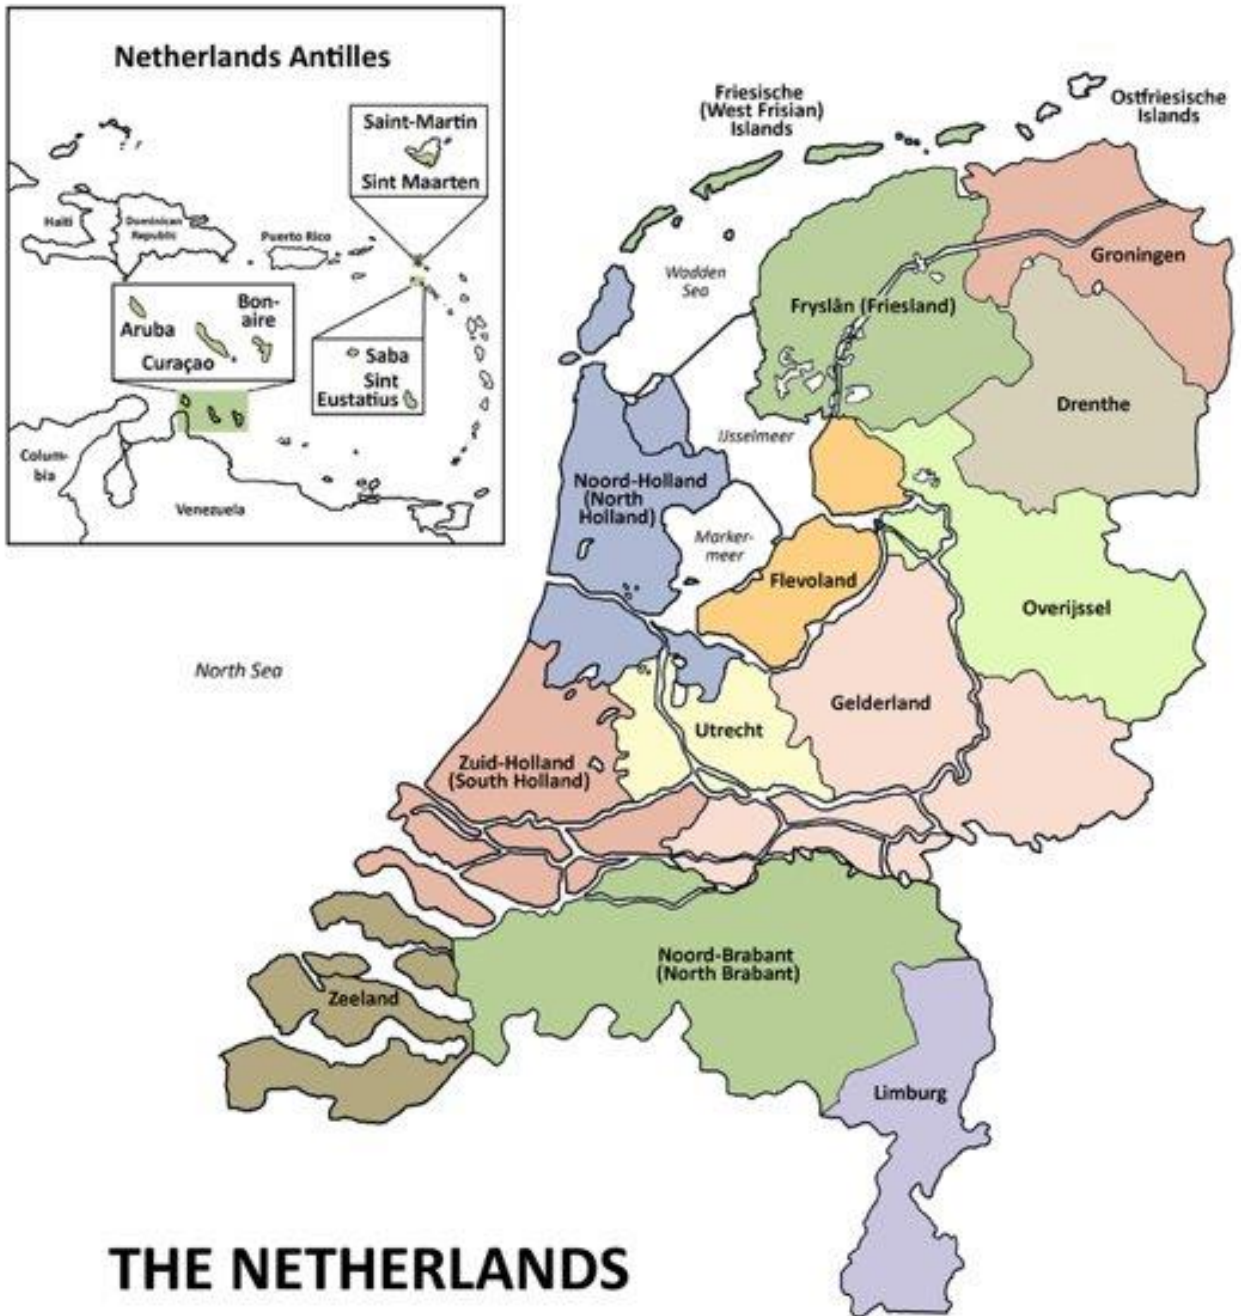 Netherlands Antilles
Saint-Martin
Sint Maarten
Haiti
Dominican
Republic
Puerto Rico
Bon-
aire
Aruba
Curaçao
Saba
Sint
Eustatius
Colum-
bia
Venezuela
Friesische
(West Frisian)
Islands
Ostfriesische
Islands
Wadden
Sea
Groningen
Fryslân (Friesland)
Drenthe
IJsselmeer
Noord-Holland
(North
Holland)
Marker-
meer
Flevoland
Overijssel
North Sea
Gelderland
Utrecht
Zuid-Holland
(South Holland)
Noord-Brabant
(North Brabant)
Zeeland
Limburg
THE NETHERLANDS